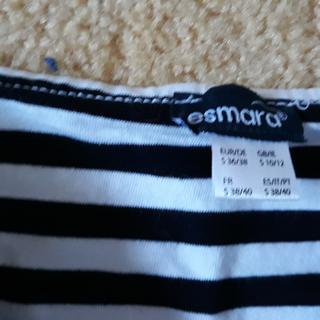 esmara®
EUR/DE GB/IE
S 36/38 S 10/12
FR ES/IT/PT
S 38/40 S 38/40